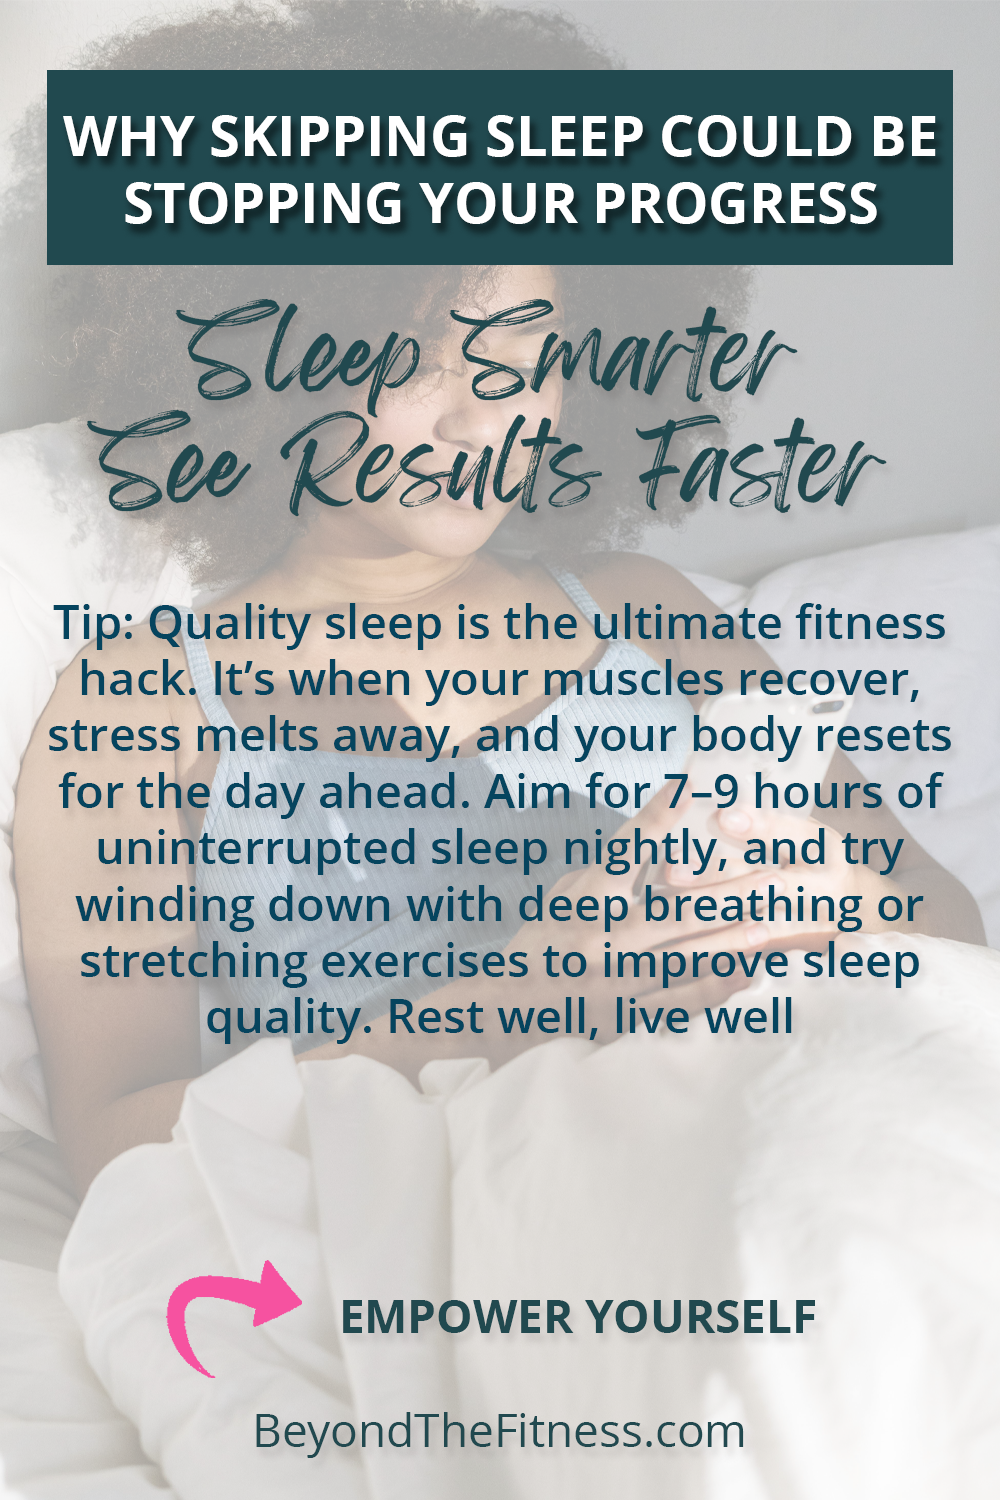 WHY SKIPPING SLEEP COULD BE
STOPPING YOUR PROGRESS
Sleep Smarter
See Results Faster
Tip: Quality sleep is the ultimate fitness
hack. It’s when your muscles recover,
stress melts away, and your body resets
for the day ahead. Aim for 7–9 hours of
uninterrupted sleep nightly, and try
winding down with deep breathing or
stretching exercises to improve sleep
quality. Rest well, live well
EMPOWER YOURSELF
BeyondTheFitness.com